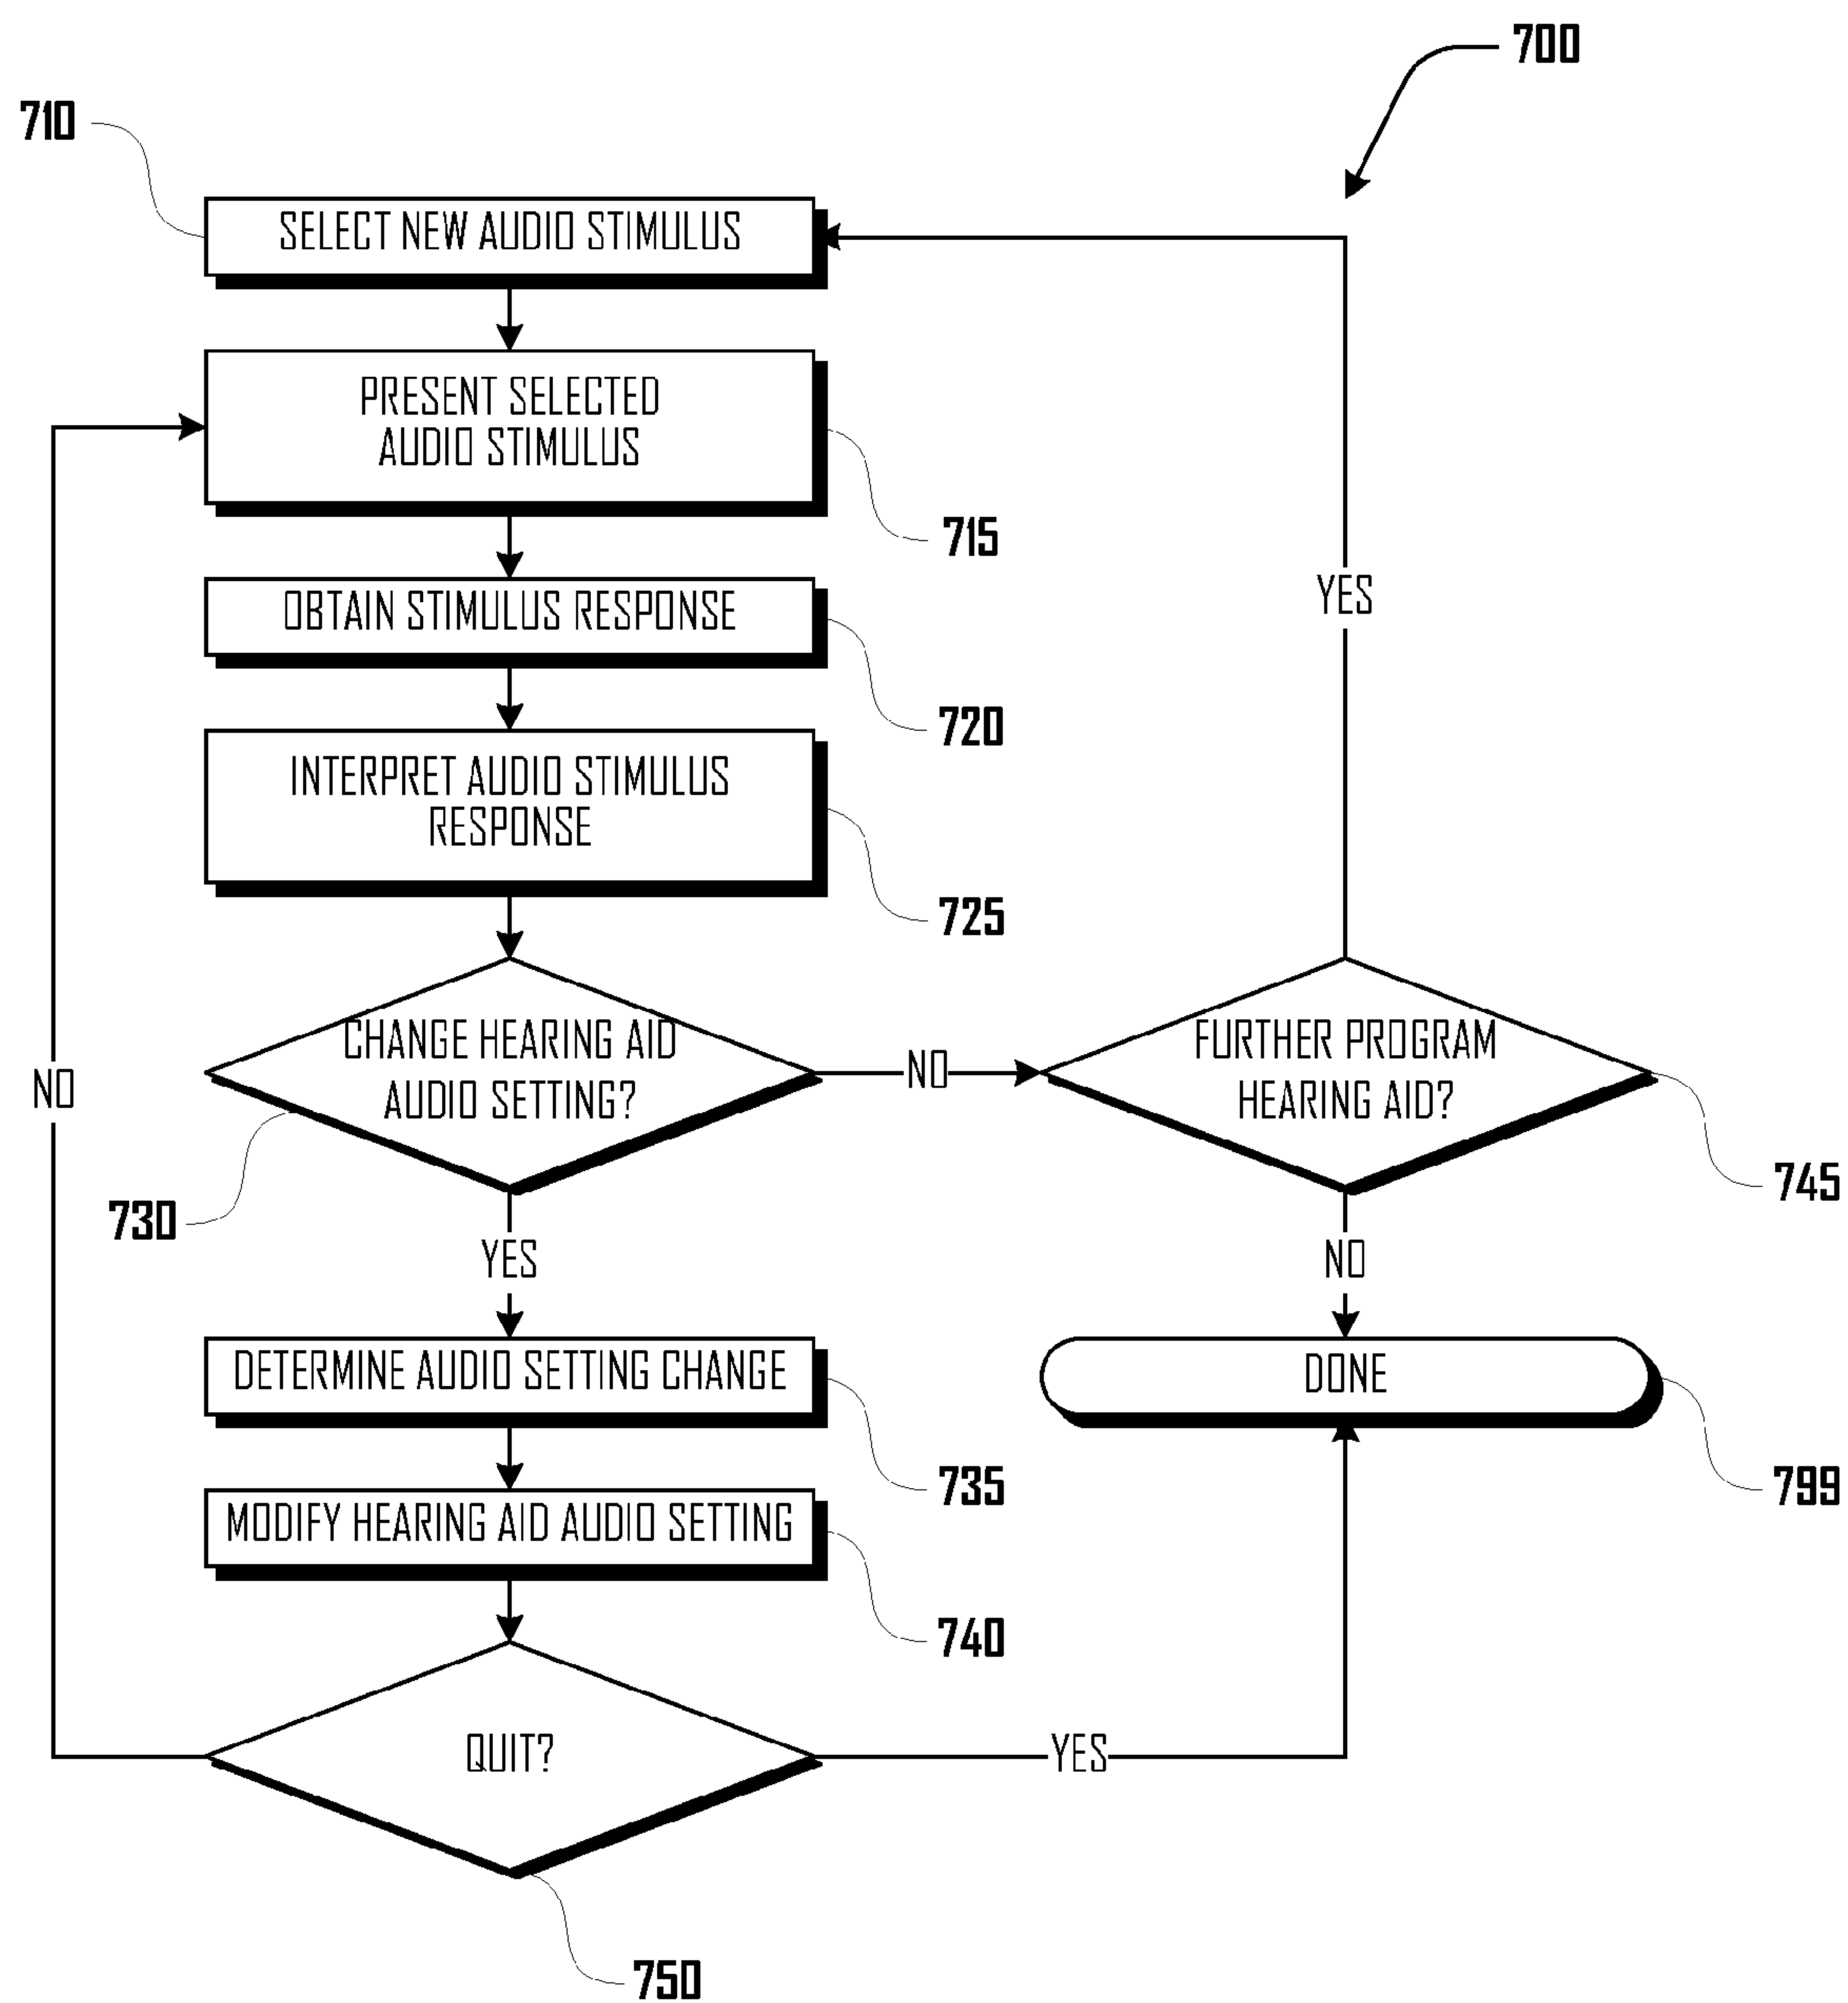 700
710
SELECT NEW AUDIO STIMULUS
PRESENT SELECTED
AUDIO STIMULUS
715
OBTAIN STIMULUS RESPONSE
YES
720
INTERPRET AUDIO STIMULUS
RESPONSE
725
CHANGE HEARING AID
AUDIO SETTING?
NO
FURTHER PROGRAM
HEARING AID?
NO
730
745
YES
NO
DETERMINE AUDIO SETTING CHANGE
DONE
735
799
MODIFY HEARING AID AUDIO SETTING
740
QUIT?
YES
750